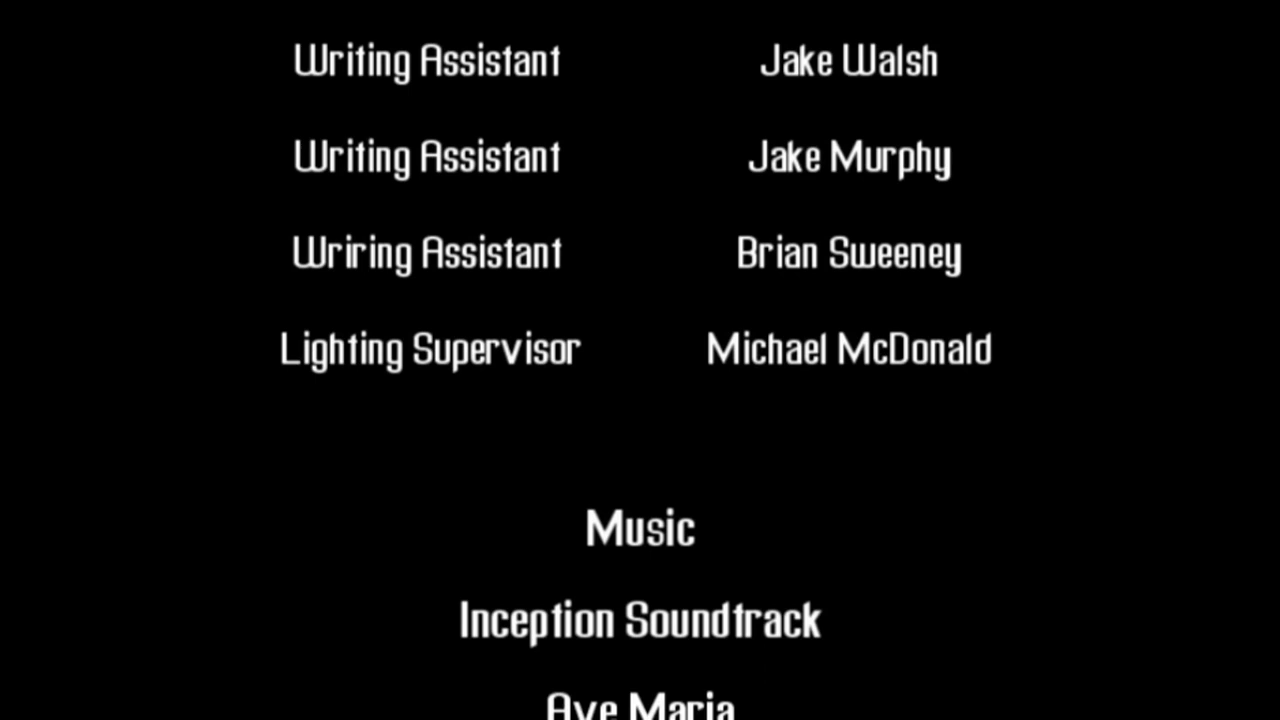 Writing Assistant Jake Walsh
Writing Assistant Jake Murphy
Wriring Assistant Brian Sweeney
Lighting Supervisor Michael McDonald
Music
Inception Soundtrack
Ave Maria